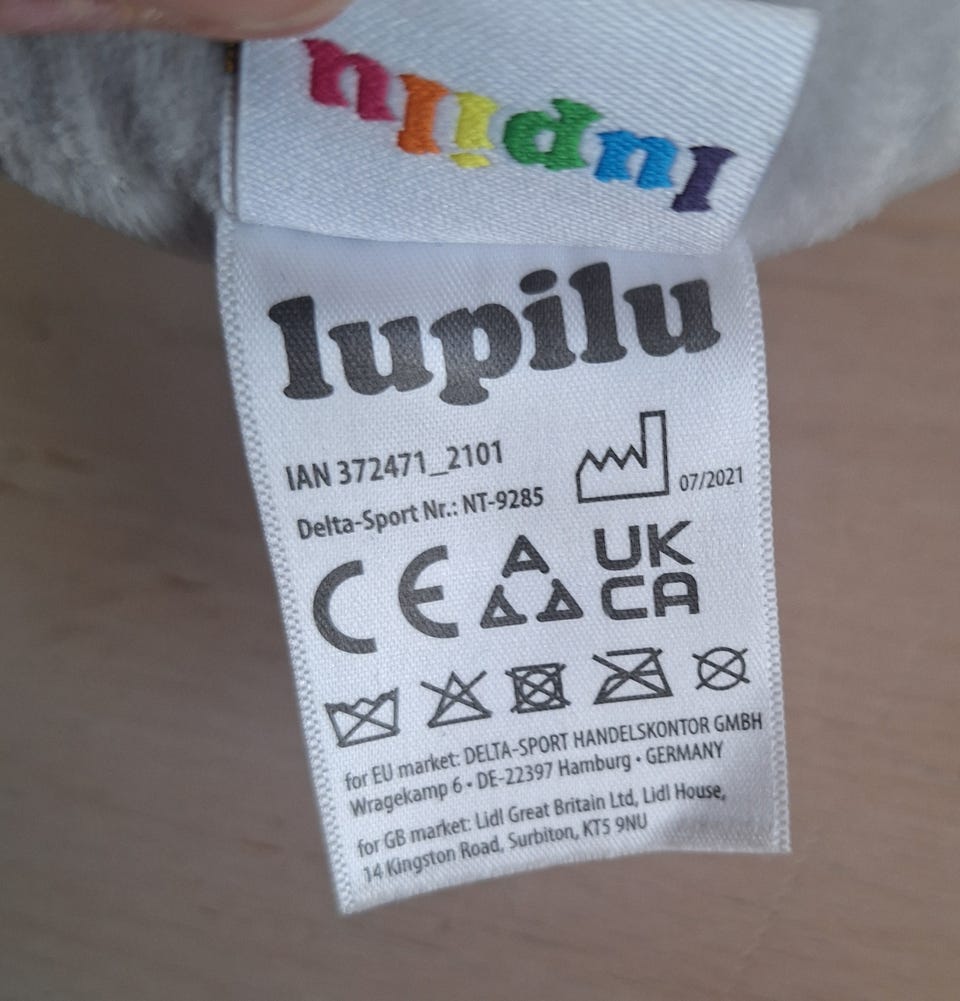 lupilu
lupilu
IAN 372471_2101
07/2021
Delta-Sport Nr.: NT-9285
CE
UK
CA
for EU market: DELTA-SPORT HANDELSKONTOR GMBH
Wragekamp 6 • DE-22397 Hamburg • GERMANY
for GB market: Lidl Great Britain Ltd, Lidl House,
14 Kingston Road, Surbiton, KT5 9NU